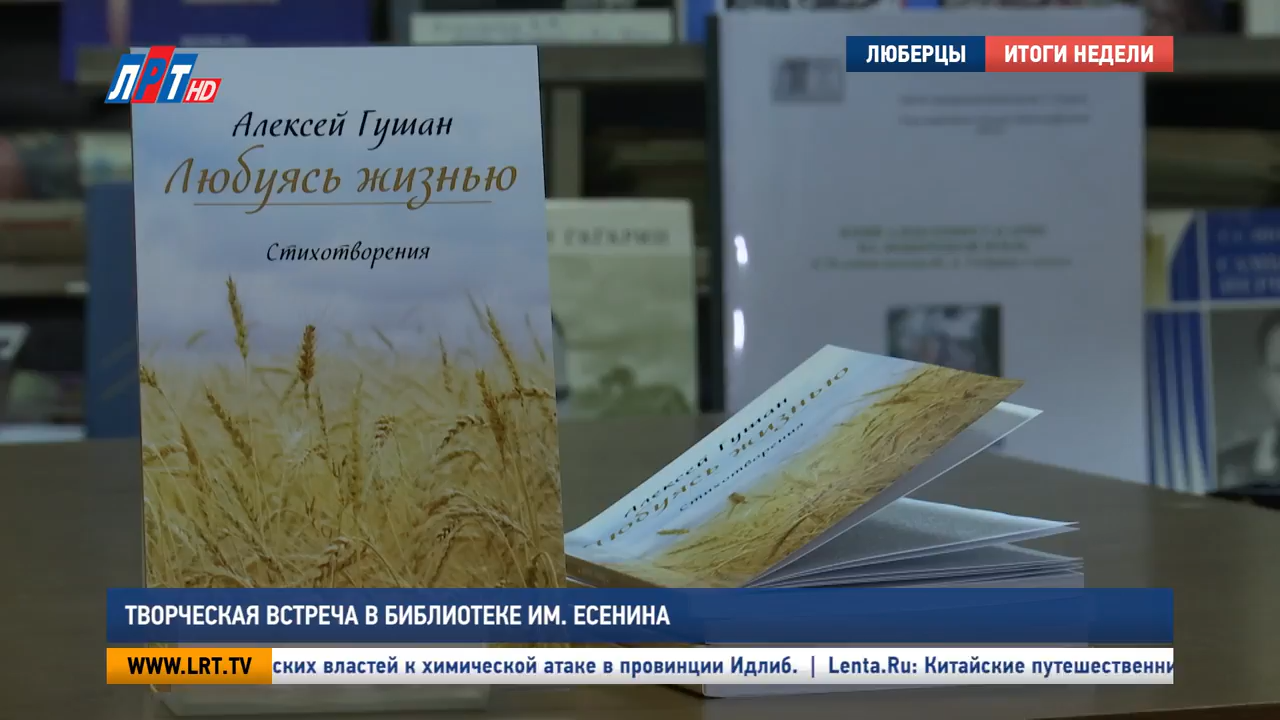 ЛРТ HD
ЛЮБЕРЦЫ ИТОГИ НЕДЕЛИ
Алексей Гушан
Любуясь жизнью
Стихотворения
ГАГАРИН
Алексей Гушан
Любуясь жизнью
Стихотворения
ТВОРЧЕСКАЯ ВСТРЕЧА В БИБЛИОТЕКЕ ИМ. ЕСЕНИНА
WWW.LRT.TV ских властей к химической атаке в провинции Идлиб. | Lenta.Ru: Китайские путешественни